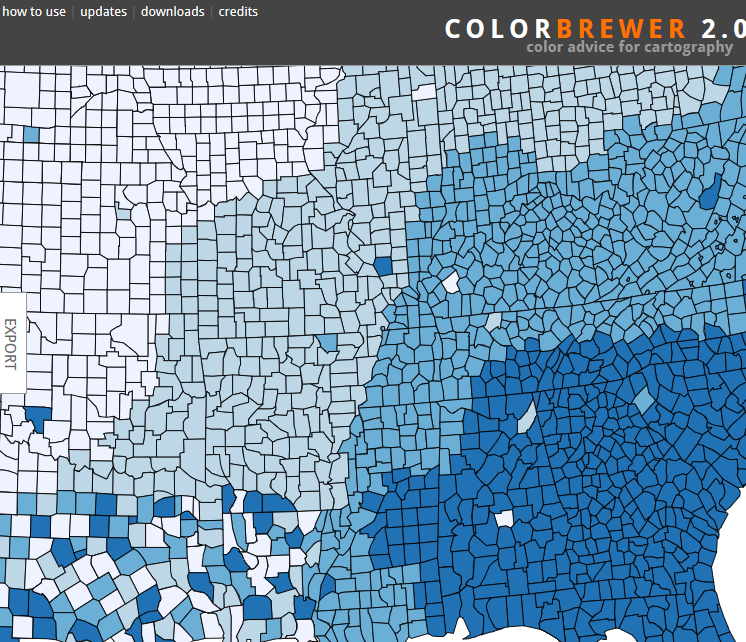 how to use | updates | downloads | credits
COLORBREWER 2.0
color advice for cartography
EXPORT